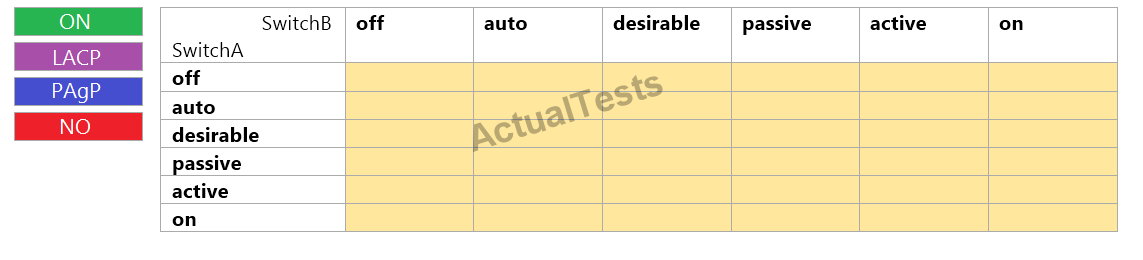 ON
LACP
PAgP
NO
SwitchB
SwitchA
off auto desirable passive active on
off
auto
desirable
passive
active
on
ActualTests